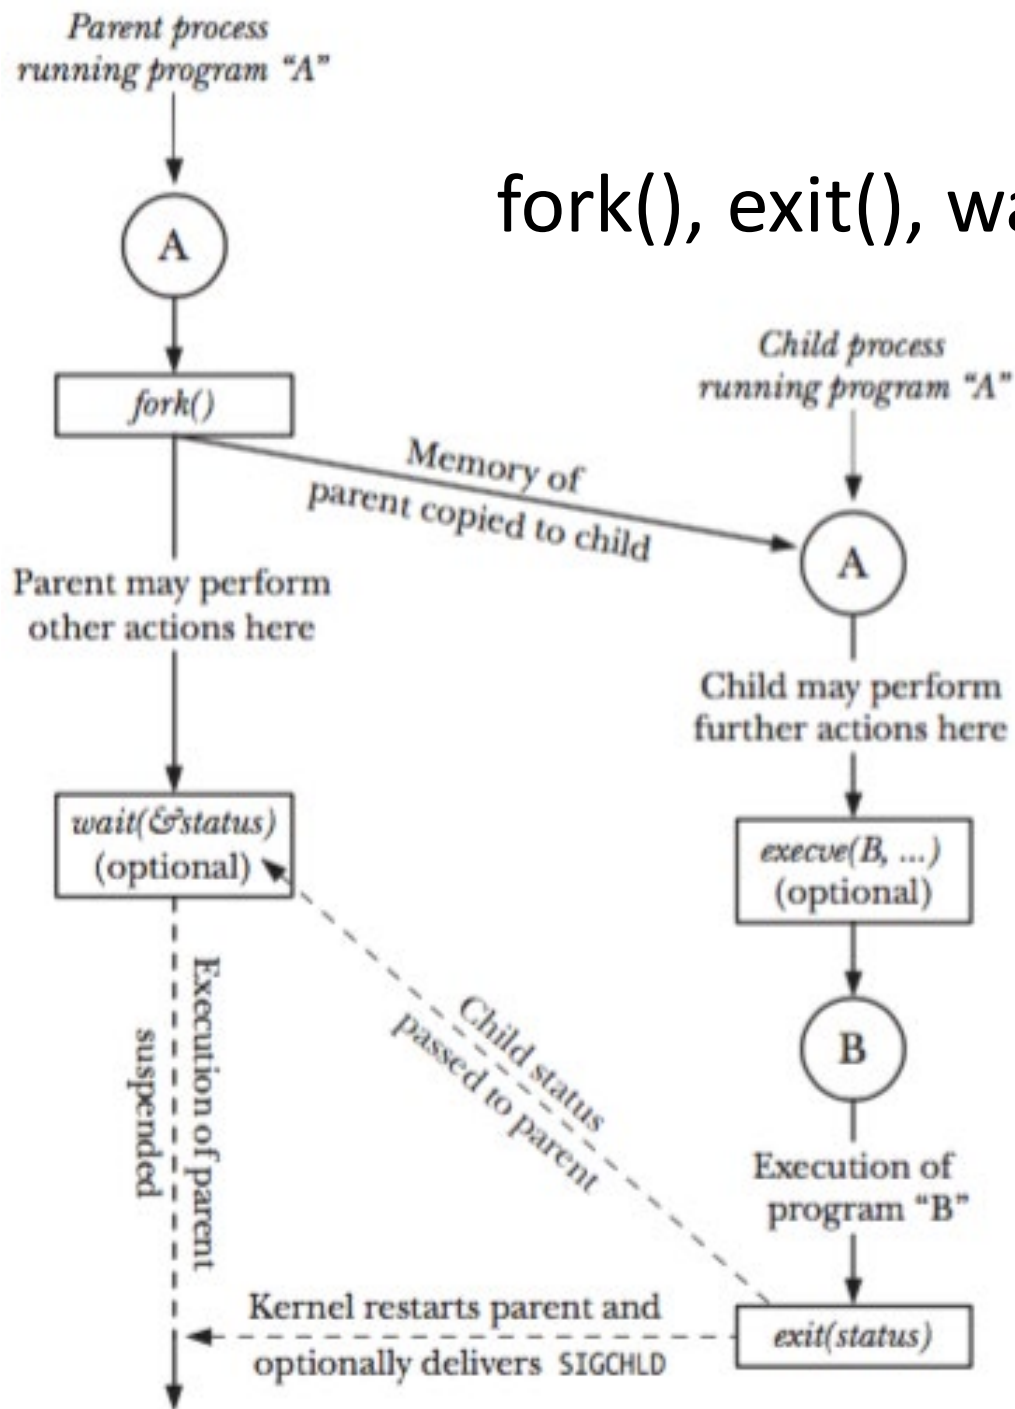 Parent process
running program “A”
A
fork(), exit(), wa
fork()
Child process
running program “A”
Memory of
parent copied to child
A
Parent may perform
other actions here
Child may perform
further actions here
wait(&status)
(optional)
execve(B, ...)
(optional)
B
Execution of parent
suspended
Child status
passed to parent
Execution of
program “B”
Kernel restarts parent and
optionally delivers SIGCHLD
exit(status)